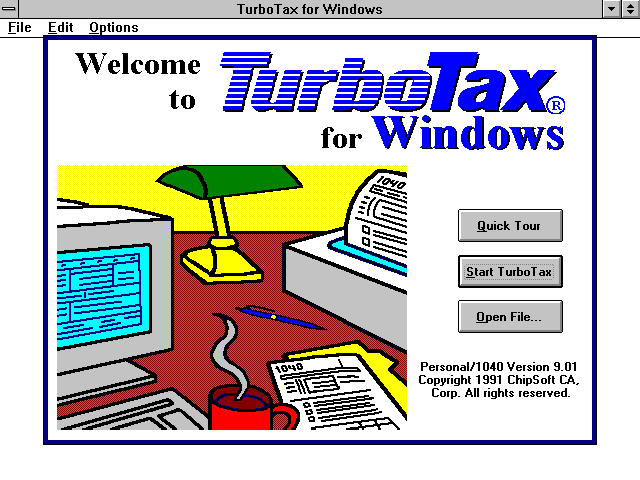 TurboTax for Windows
File Edit Options
Welcome
to TurboTax®
for Windows
1040
Quick Tour
Start TurboTax
Open File...
1040
Personal/1040 Version 9.01
Copyright 1991 ChipSoft CA,
Corp. All rights reserved.